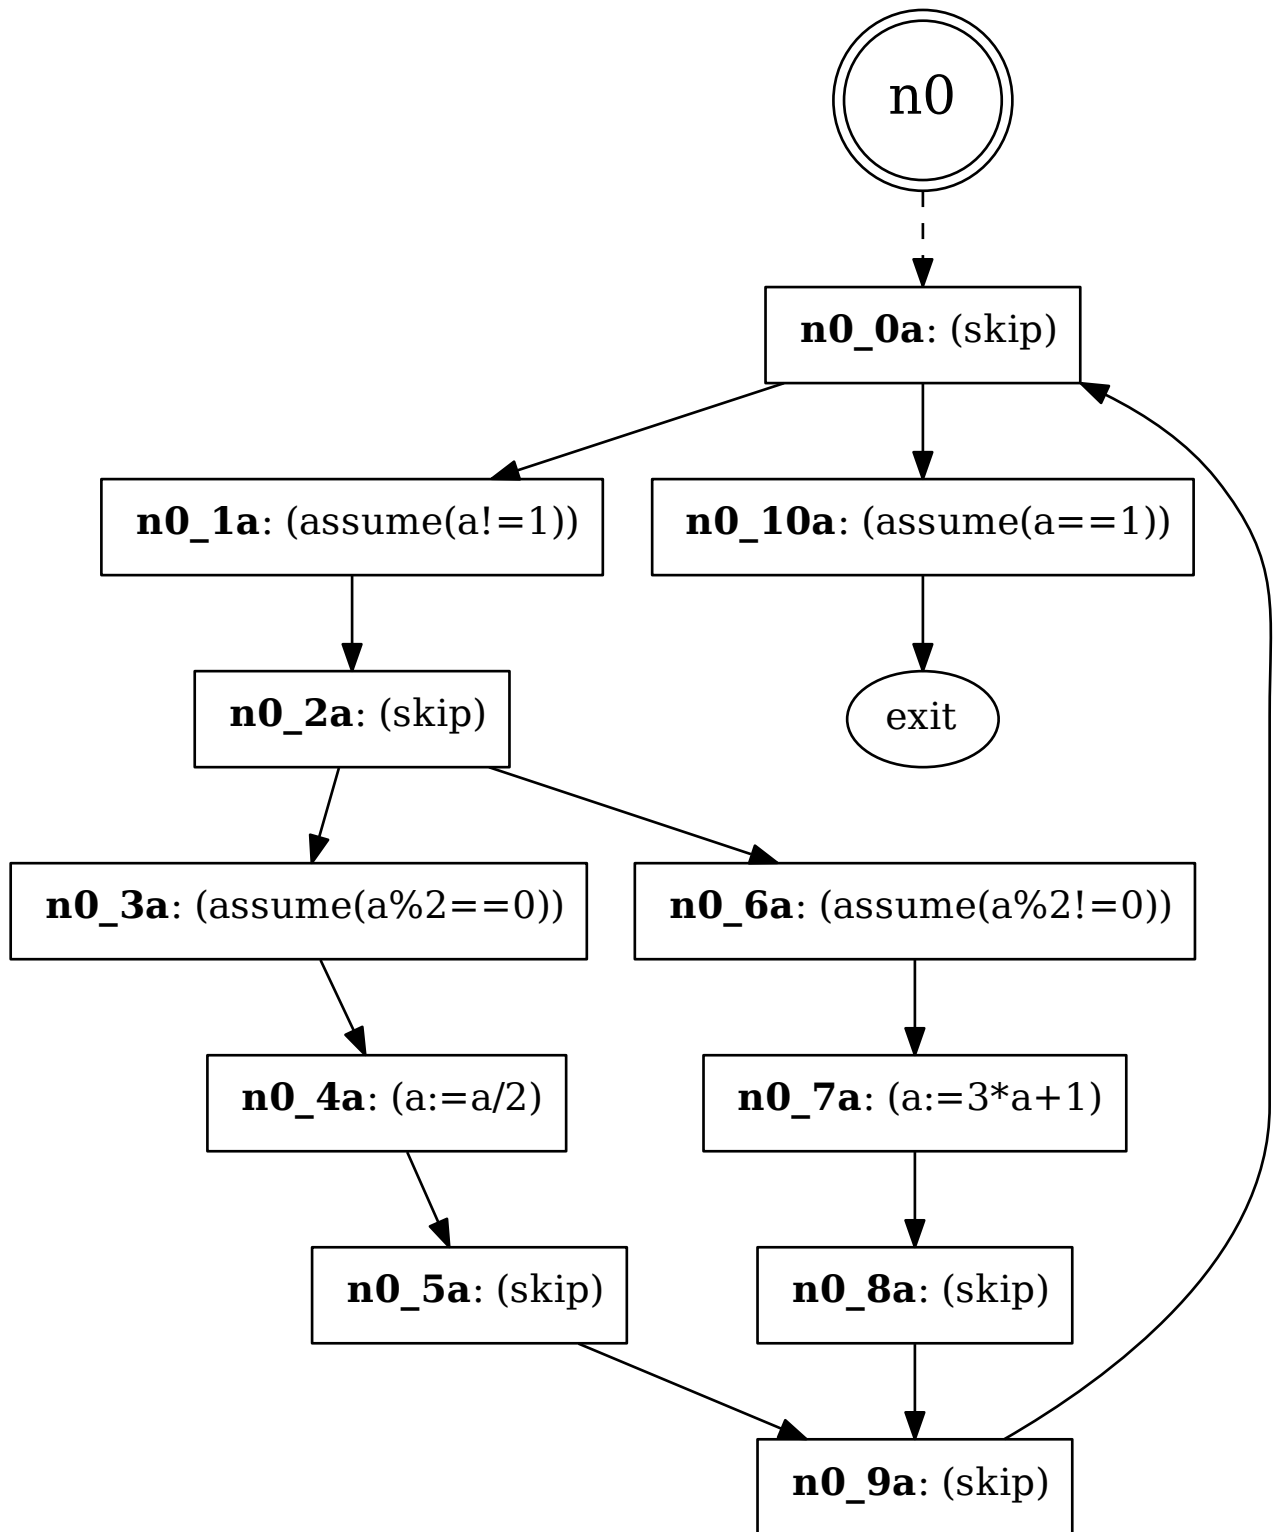 n0
n0_0a: (skip)
n0_1a: (assume(a!=1))
n0_10a: (assume(a==1))
n0_2a: (skip)
exit
n0_3a: (assume(a%2==0))
n0_6a: (assume(a%2!=0))
n0_4a: (a:=a/2)
n0_7a: (a:=3*a+1)
n0_5a: (skip)
n0_8a: (skip)
n0_9a: (skip)